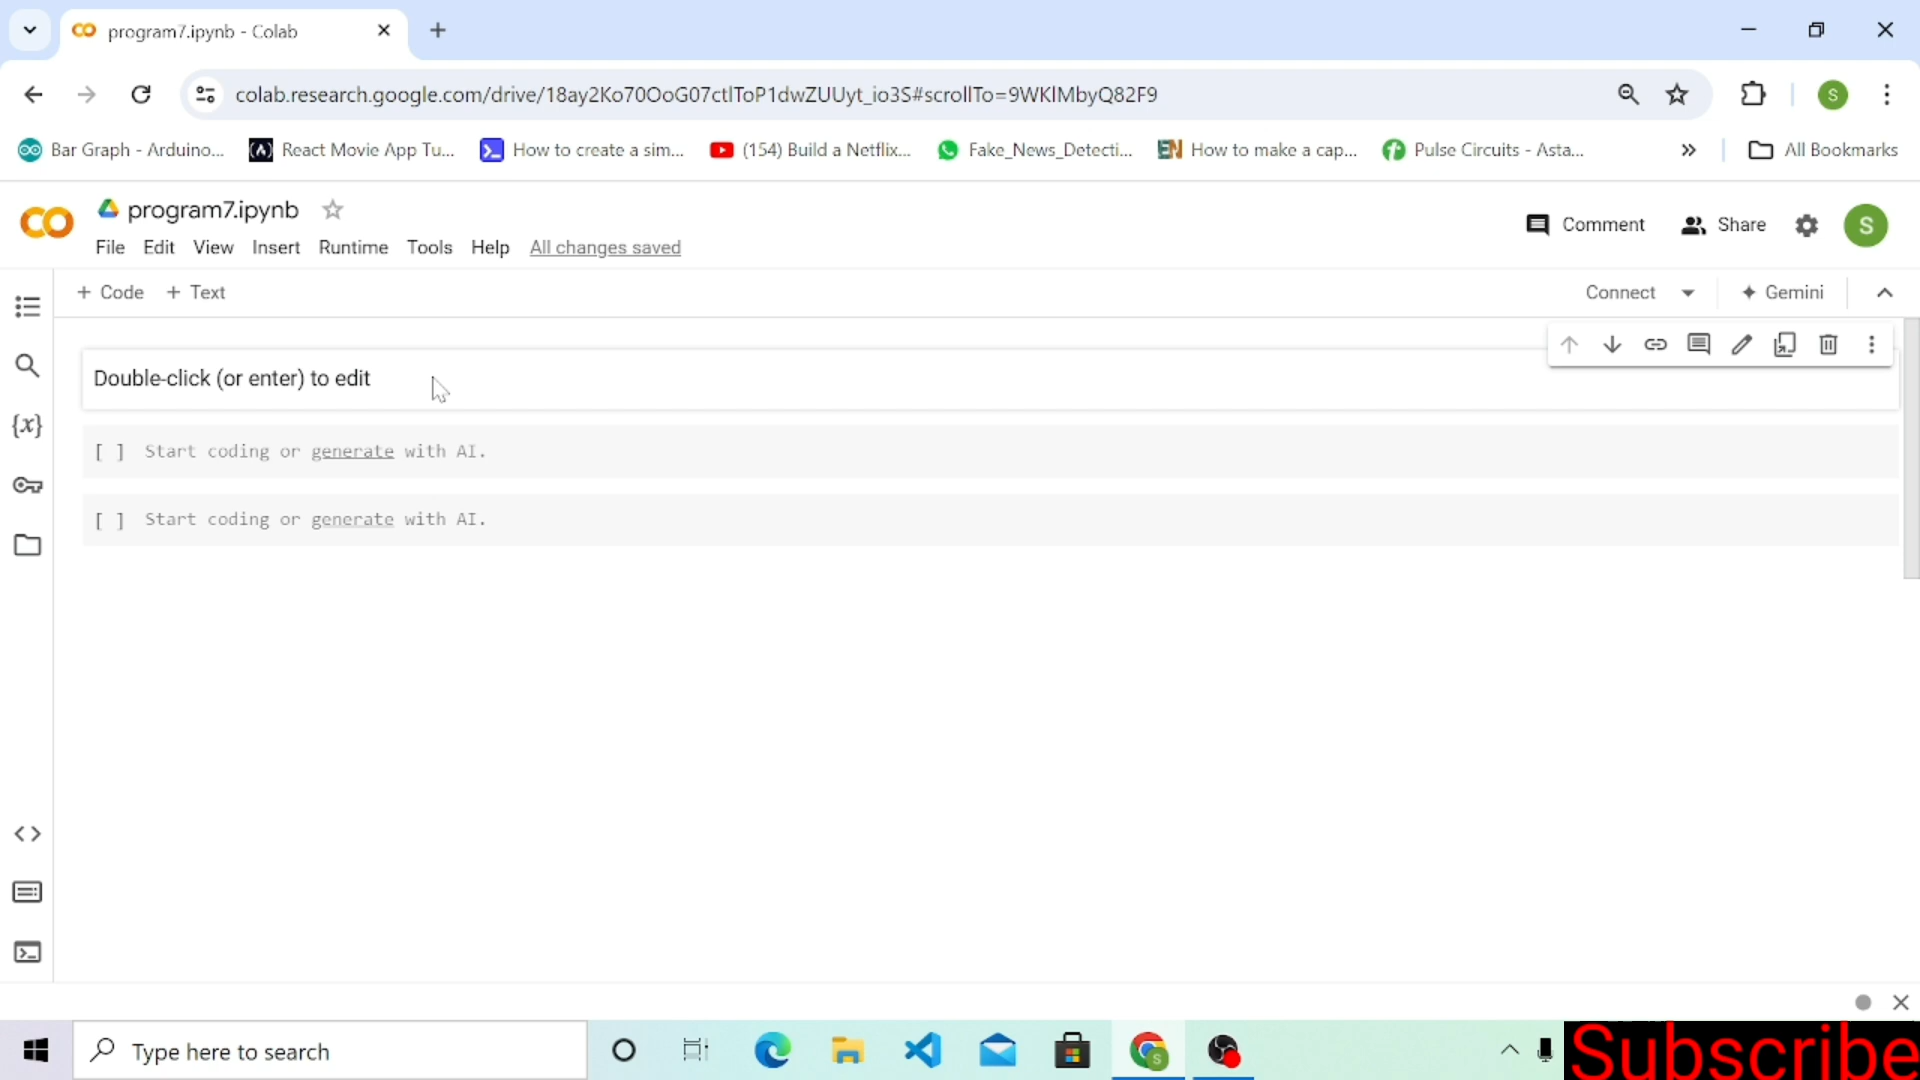 program7.ipynb - Colab
colab.research.google.com/drive/18ay2Ko70OoG07ctlToP1dwZUUyt_io3S#scrollTo=9WKlMbyQ82F9
S
Bar Graph - Arduino...
React Movie App Tu...
How to create a sim...
(154) Build a Netflix...
Fake_News_Detecti...
How to make a cap...
Pulse Circuits - Asta...
All Bookmarks
program7.ipynb
Comment
Share
S
File Edit View Insert Runtime Tools Help All changes saved
+ Code + Text
Connect
Gemini
Double-click (or enter) to edit
{x}
[ ] Start coding or generate with AI.
[ ] Start coding or generate with AI.
Type here to search
Subscribe